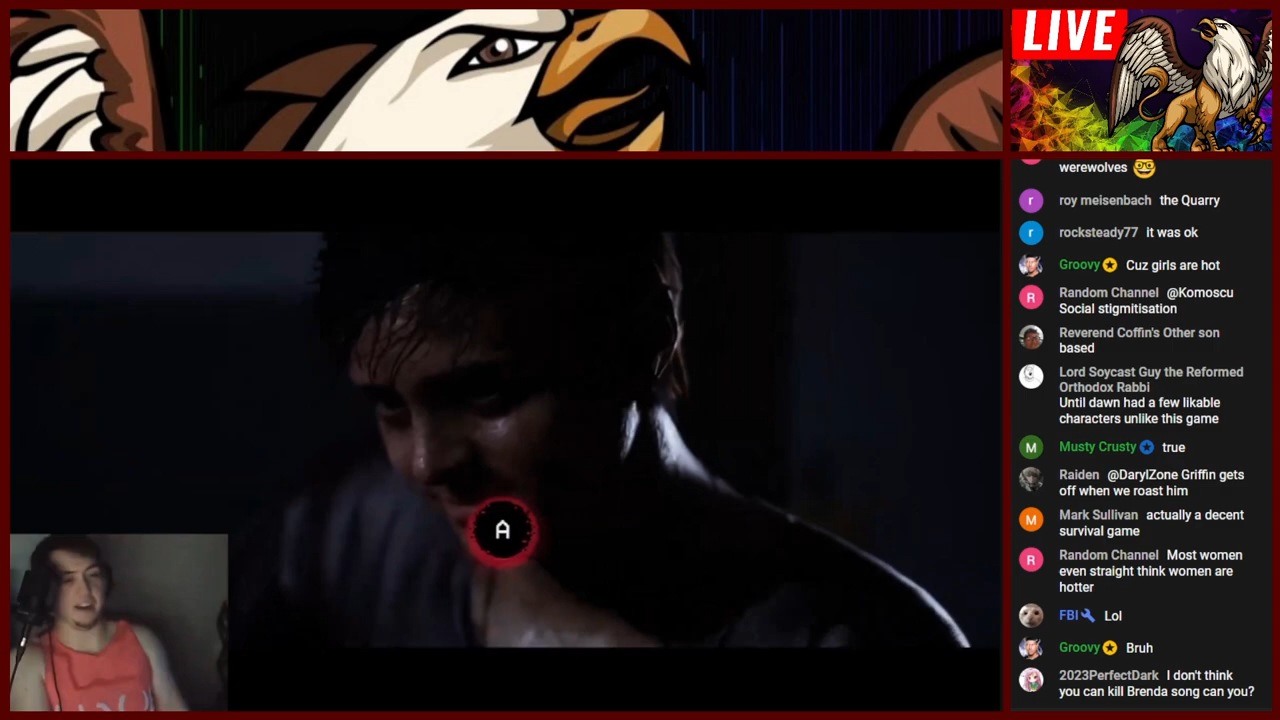 LIVE
werewolves
r roy meisenbach the Quarry
r rocksteady77 it was ok
Groovy Cuz girls are hot
R Random Channel @Komoscu
Social stigmitisation
Reverend Coffin's Other son
based
Lord Soycast Guy the Reformed
Orthodox Rabbi
Until dawn had a few likable
characters unlike this game
M Musty Crusty true
Raiden @DarylZone Griffin gets
off when we roast him
M Mark Sullivan actually a decent
survival game
R Random Channel Most women
even straight think women are
hotter
FBI Lol
Groovy Bruh
2023PerfectDark I don't think
you can kill Brenda song can you?
A